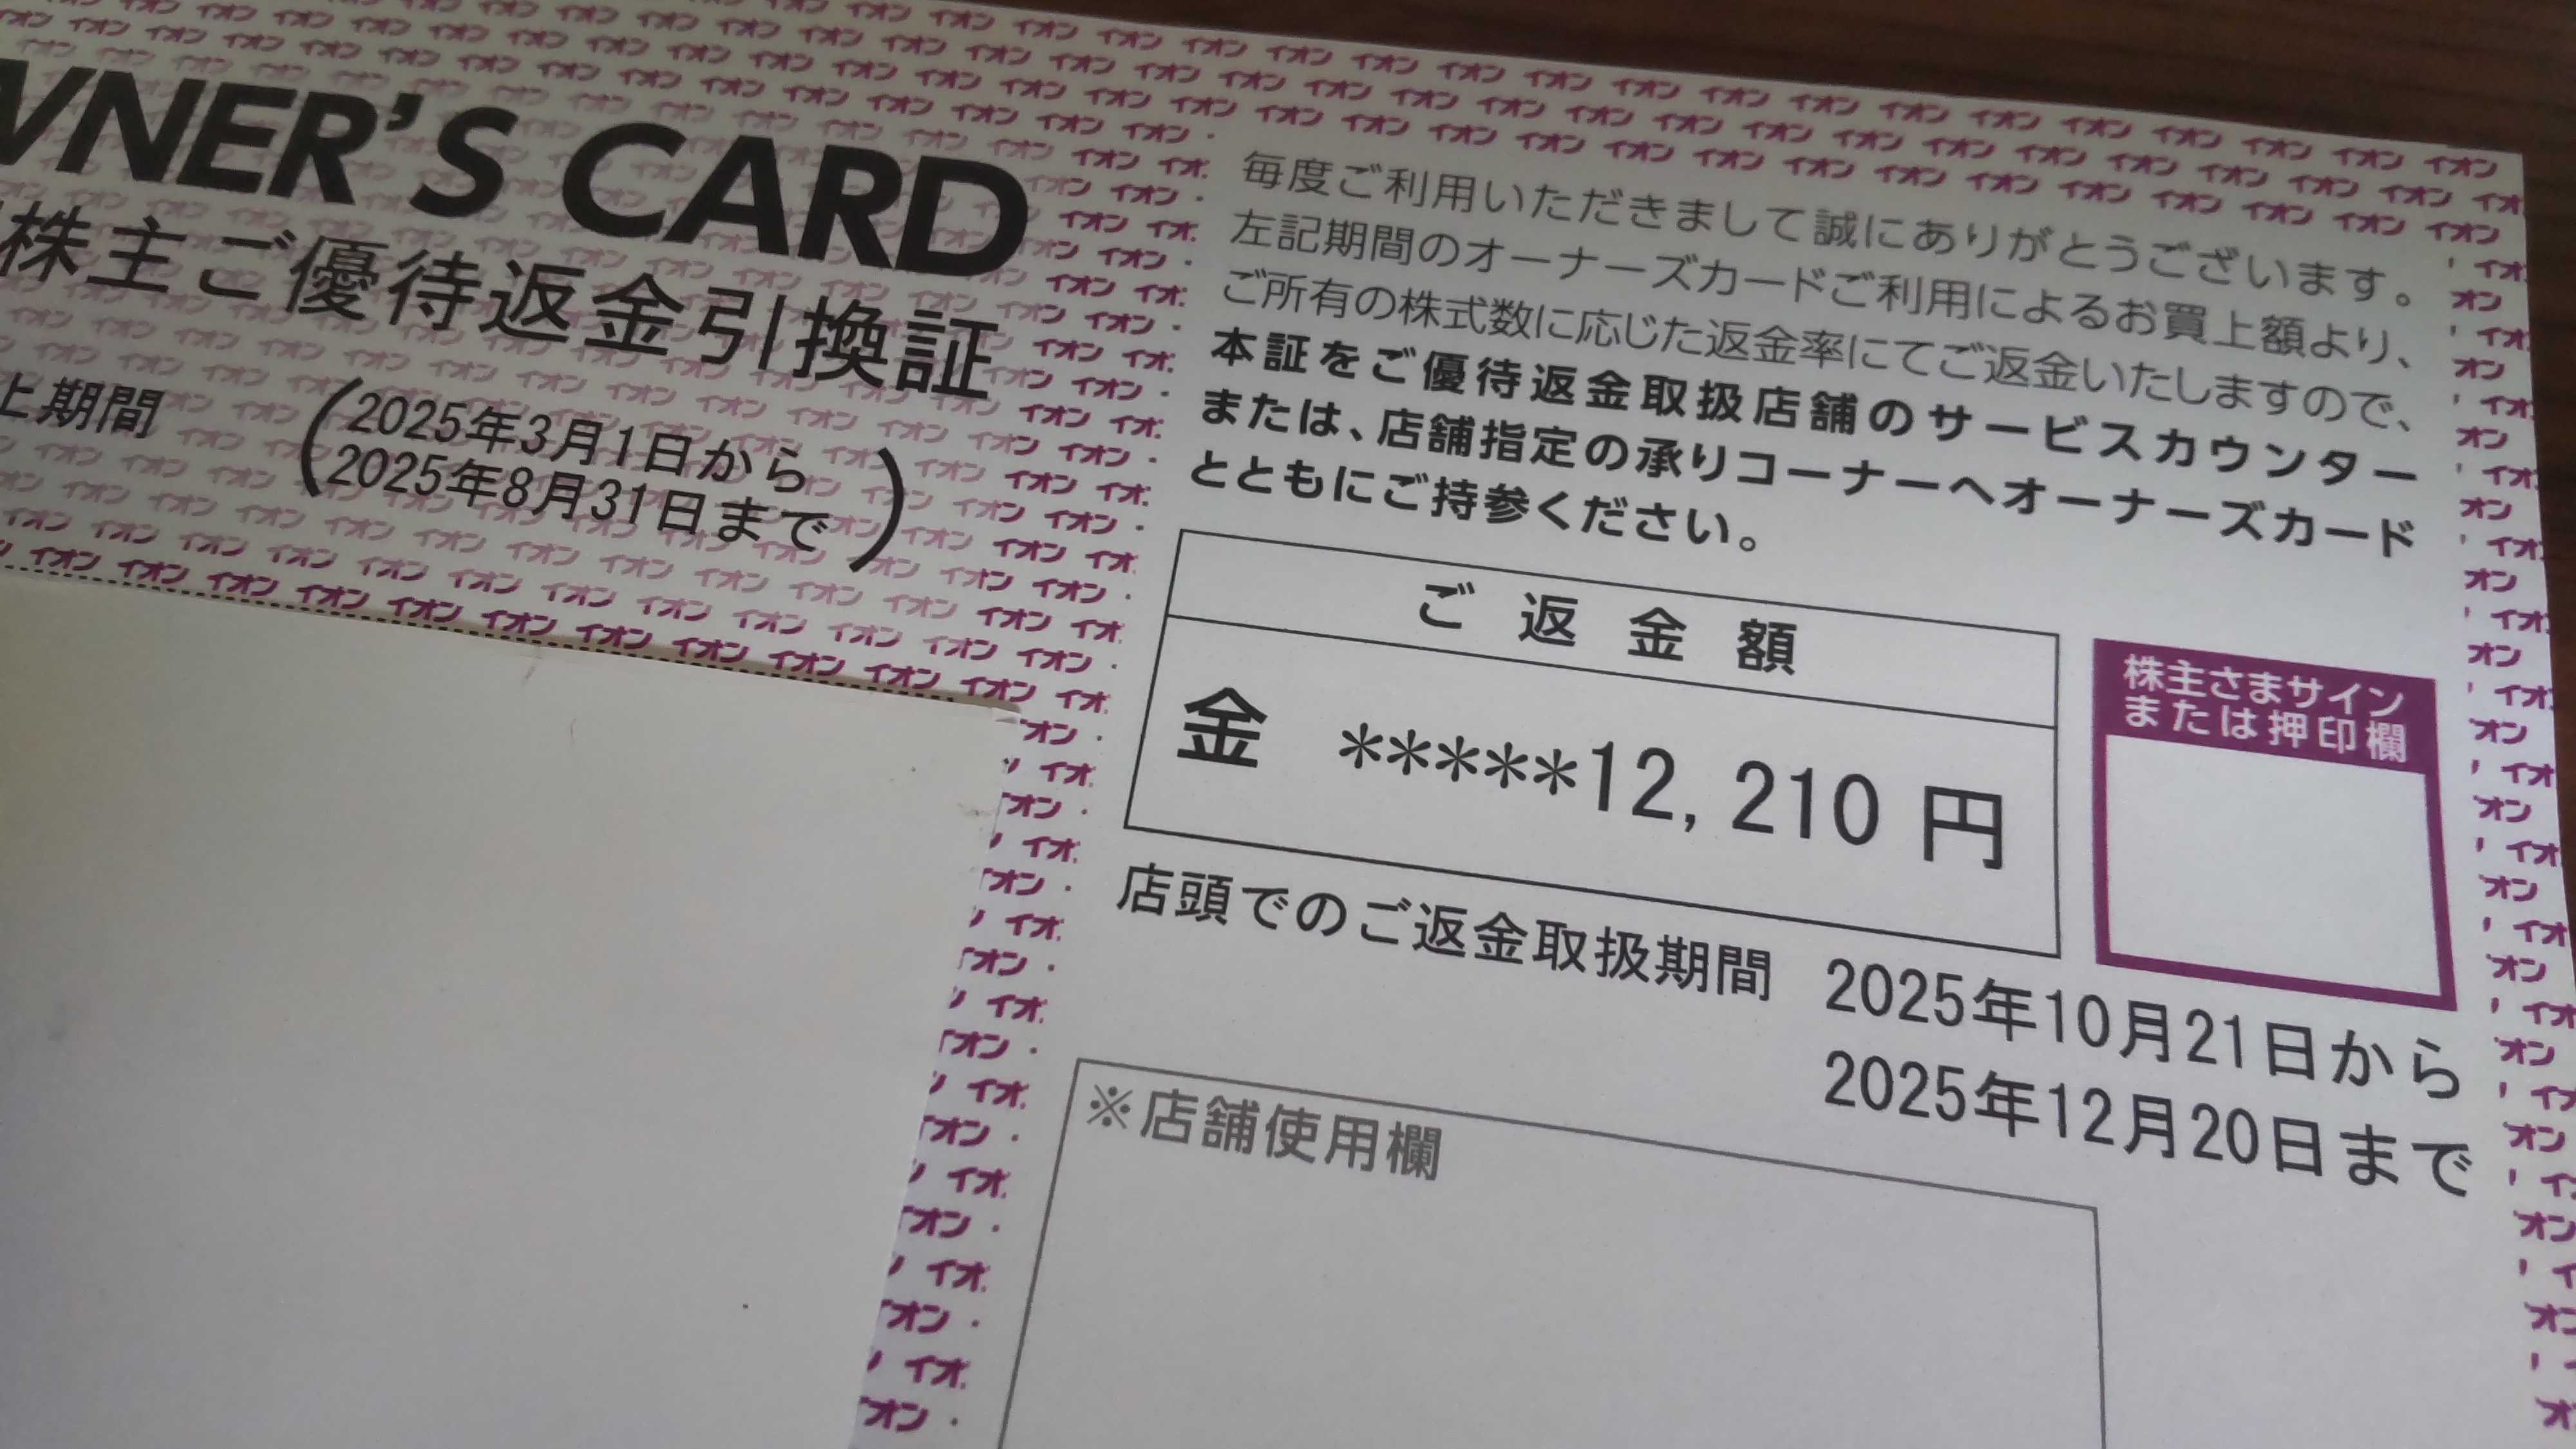 WNER'S CARD
株主ご優待返金引換証
上期間
(2025年3月1日から
2025年8月31日まで)
毎度ご利用いただきまして誠にありがとうございます。
左記期間のオーナーズカードご利用によるお買上額より、
ご所有の株式数に応じた返金率にてご返金いたしますので、
本証をご優待返金取扱店舗のサービスカウンター
または、店舗指定の承りコーナーへオーナーズカード
とともにご持参ください。
ご返金額
金 *****12,210 円
株主さまサイン
または押印欄
店頭でのご返金取扱期間 2025年10月21日から
2025年12月20日まで
※店舗使用欄
イオン